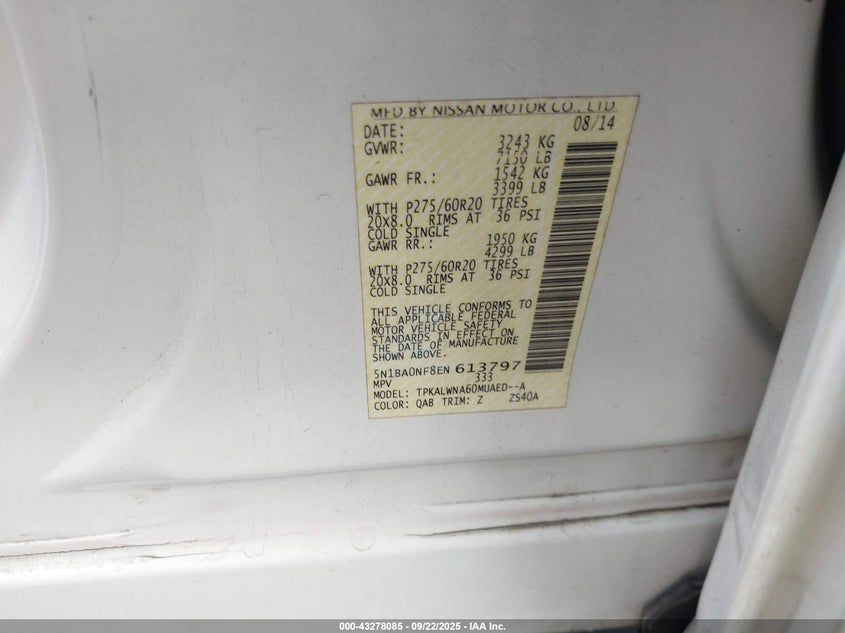 MFD BY NISSAN MOTOR CO., LTD.
DATE: 08/14
GVWR: 3243 KG
7150 LB
GAWR FR.: 1542 KG
3399 LB
WITH P275/60R20 TIRES
20X8.0 RIMS AT 36 PSI
COLD SINGLE
GAWR RR.: 1950 KG
4299 LB
WITH P275/60R20 TIRES
20X8.0 RIMS AT 36 PSI
COLD SINGLE
THIS VEHICLE CONFORMS TO
ALL APPLICABLE FEDERAL
MOTOR VEHICLE SAFETY
STANDARDS IN EFFECT ON
THE DATE OF MANUFACTURE
SHOWN ABOVE.
5N1BA0NF8EN 613797
MPV 333
MODEL: TPKALWNA60MUAED--A
COLOR: QAB TRIM: Z ZS40A
000-43278085 - 09/22/2025 - IAA Inc.